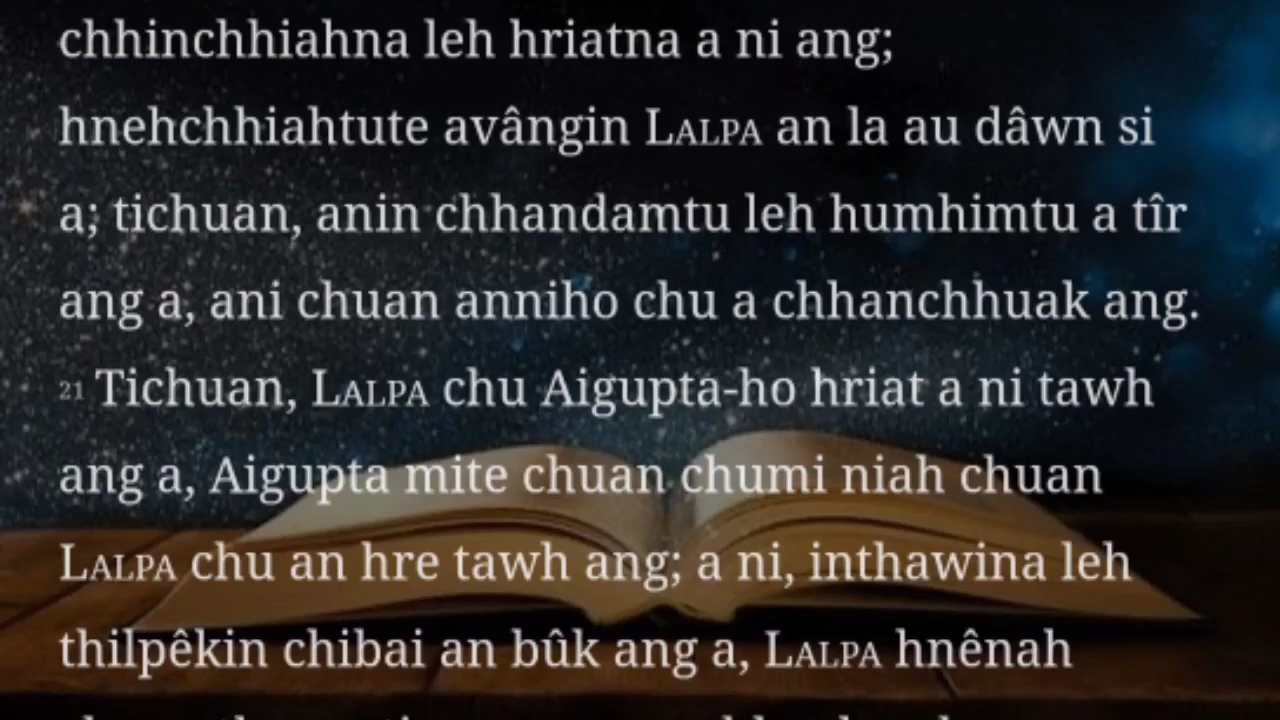 chhinchhiahna leh hriatna a ni ang;
hnehchhiahtute avângin LALPA an la au dâwn si
a; tichuan, anin chhandamtu leh humhimtu a tîr
ang a, ani chuan anniho chu a chhanchhuak ang.
21 Tichuan, LALPA chu Aigupta-ho hriat a ni tawh
ang a, Aigupta mite chuan chumi niah chuan
LALPA chu an hre tawh ang; a ni, inthawina leh
thilpêkin chibai an bûk ang a, LALPA hnênah